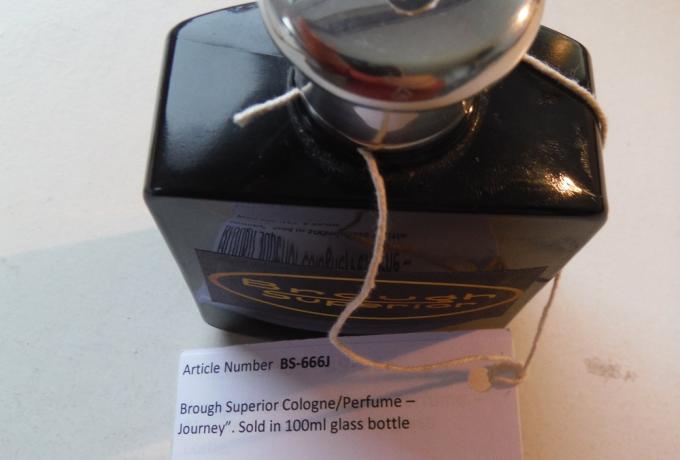 Brough
Superior
Article Number BS-666J
Brough Superior Cologne/Perfume –
Journey”. Sold in 100ml glass bottle